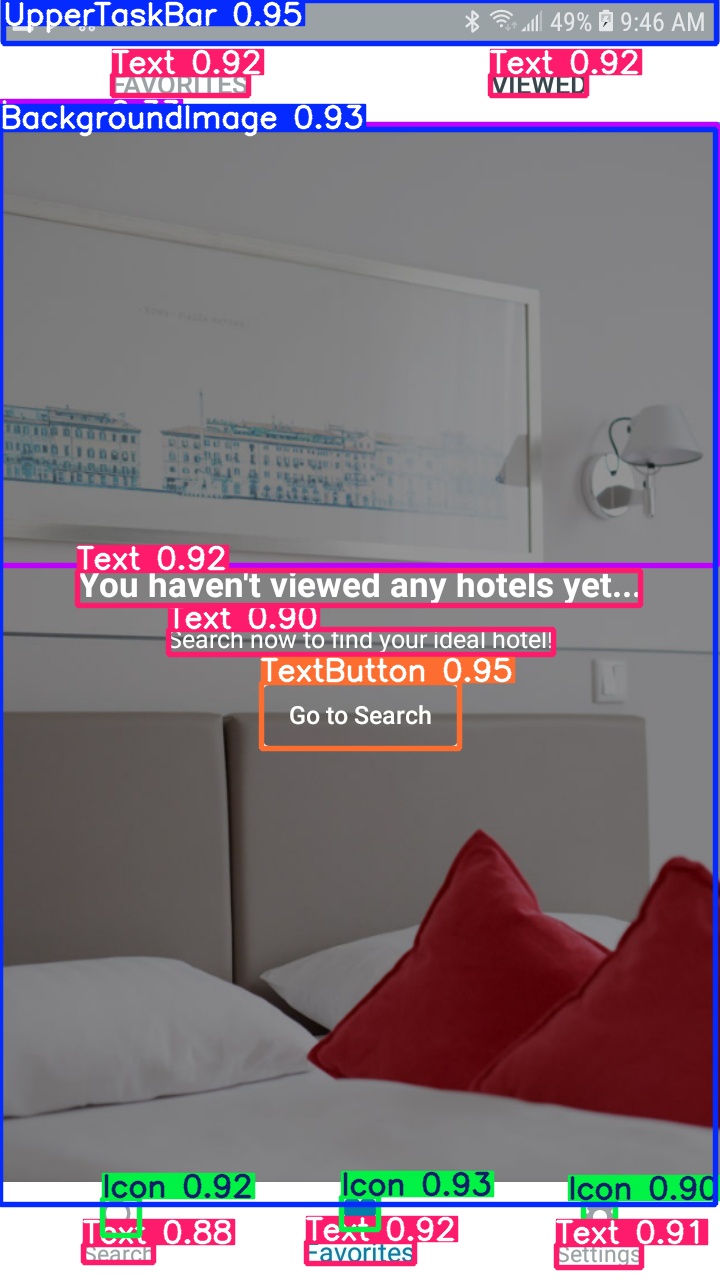 UpperTaskBar 0.95
49% 9:46 AM
Text 0.92 Text 0.92
FAVORITES VIEWED
BackgroundImage 0.93
You haven't viewed any hotels yet...
Text 0.92
Text 0.90
Search now to find your ideal hotel!
TextButton 0.95
Go to Search
Icon 0.92 Icon 0.93 Icon 0.90
Text 0.88 Text 0.92 Text 0.91
Search Favorites Settings